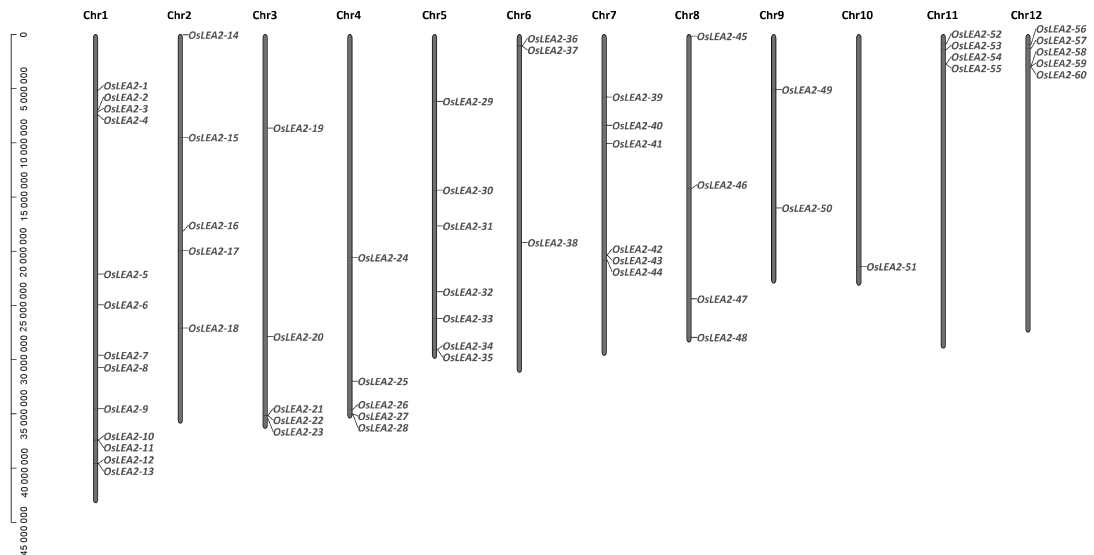 Chr1
Chr2
Chr3
Chr4
Chr5
Chr6
Chr7
Chr8
Chr9
Chr10
Chr11
Chr12
0
5 000 000
10 000 000
15 000 000
20 000 000
25 000 000
30 000 000
35 000 000
40 000 000
45 000 000
OsLEA2-1
OsLEA2-2
OsLEA2-3
OsLEA2-4
OsLEA2-5
OsLEA2-6
OsLEA2-7
OsLEA2-8
OsLEA2-9
OsLEA2-10
OsLEA2-11
OsLEA2-12
OsLEA2-13
OsLEA2-14
OsLEA2-15
OsLEA2-16
OsLEA2-17
OsLEA2-18
OsLEA2-19
OsLEA2-20
OsLEA2-21
OsLEA2-22
OsLEA2-23
OsLEA2-24
OsLEA2-25
OsLEA2-26
OsLEA2-27
OsLEA2-28
OsLEA2-29
OsLEA2-30
OsLEA2-31
OsLEA2-32
OsLEA2-33
OsLEA2-34
OsLEA2-35
OsLEA2-36
OsLEA2-37
OsLEA2-38
OsLEA2-39
OsLEA2-40
OsLEA2-41
OsLEA2-42
OsLEA2-43
OsLEA2-44
OsLEA2-45
OsLEA2-46
OsLEA2-47
OsLEA2-48
OsLEA2-49
OsLEA2-50
OsLEA2-51
OsLEA2-52
OsLEA2-53
OsLEA2-54
OsLEA2-55
OsLEA2-56
OsLEA2-57
OsLEA2-58
OsLEA2-59
OsLEA2-60